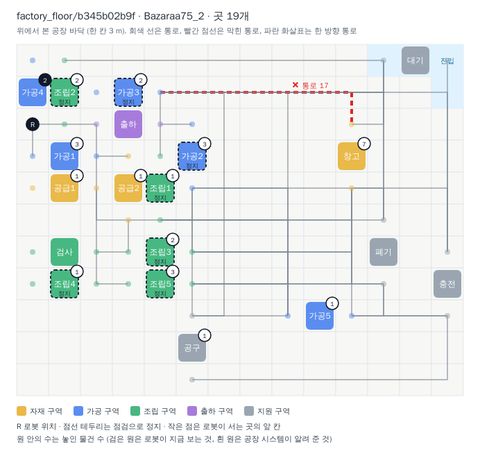 factory_floor/b345b02b9f · Bazaraa75_2 · 곳 19개
위에서 본 공장 바닥 (한 칸 3 m). 회색 선은 통로, 빨간 점선은 막힌 통로, 파란 화살표는 한 방향 통로
대기
전립
가공4
2
조립2
2
정지
가공3
2
정지
✖ 통로 17
R
출하
가공1
3
가공2
3
정지
창고
7
공급1
1
공급2
1
조립1
1
정지
검사
조립3
2
정지
폐기
조립4
1
정지
조립5
3
정지
충전
가공5
1
공구
1
자재 구역
가공 구역
조립 구역
출하 구역
지원 구역
R 로봇 위치 · 점선 테두리는 점검으로 정지 · 작은 점은 로봇이 서는 곳의 앞 칸
원 안의 수는 놓인 물건 수 (검은 원은 로봇이 지금 보는 것, 흰 원은 공장 시스템이 알려 준 것)